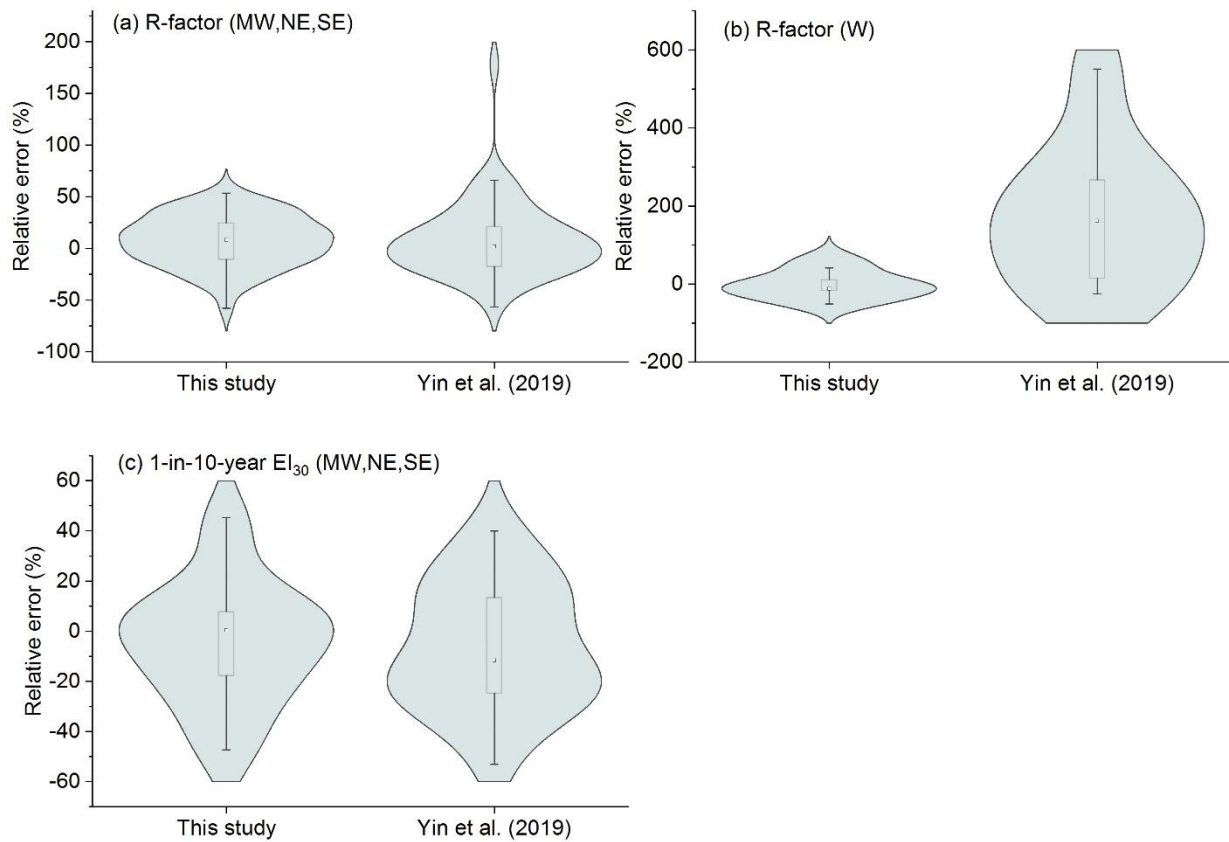 (a) R-factor (MW,NE,SE)
Relative error (%)
200
150
100
50
0
-50
-100
This study
Yin et al. (2019)
(b) R-factor (W)
Relative error (%)
600
400
200
0
-200
This study
Yin et al. (2019)
(c) 1-in-10-year EI30 (MW,NE,SE)
Relative error (%)
60
40
20
0
-20
-40
-60
This study
Yin et al. (2019)